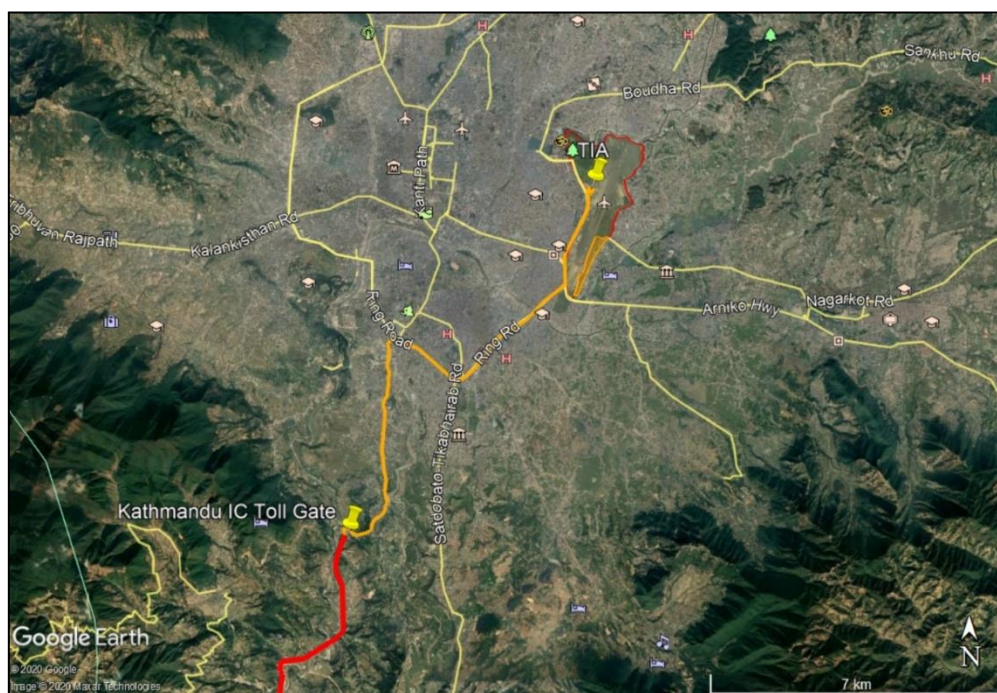 Sankhu Rd
Boudha Rd
TIA
Kanti Path
Kalankisthan Rd
Rajpath
Ring Road
Ring Rd
Arniko Hwy
Nagarkot Rd
Satdobato-Tikabhairab Rd
Kathmandu IC Toll Gate
Google Earth
© 2020 Google
Image © 2020 Maxar Technologies
7 km
N